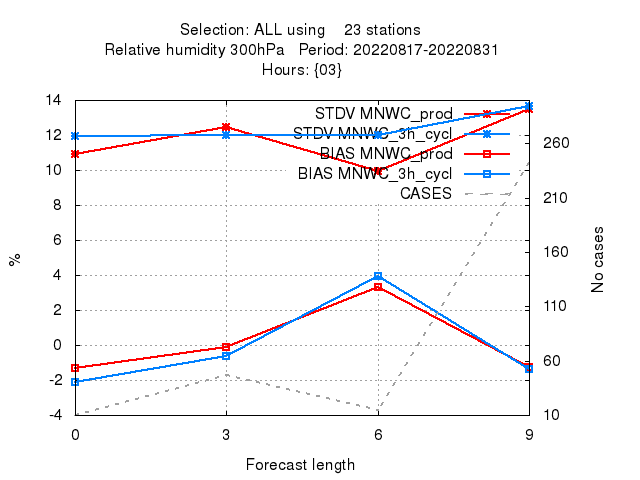 Selection: ALL using    23 stations
Relative humidity 300hPa   Period: 20220817-20220831
Hours: {03}
STDV MNWC_prod
STDV MNWC_3h_cycl
BIAS MNWC_prod
BIAS MNWC_3h_cycl
CASES
14
12
10
8
6
4
2
0
-2
-4
%
260
210
160
110
60
10
No cases
0 3 6 9
Forecast length